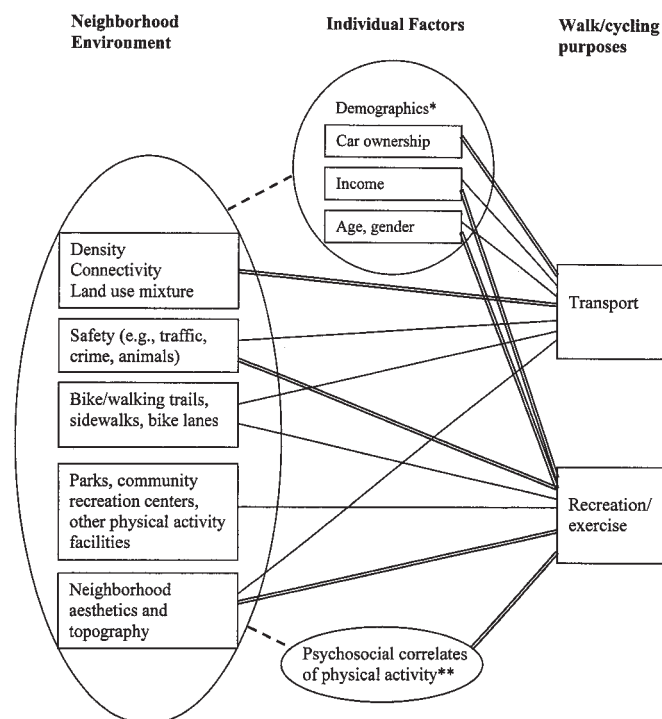 Neighborhood
Environment
Individual Factors
Walk/cycling
purposes
Demographics*
Car ownership
Income
Age, gender
Density
Connectivity
Land use mixture
Safety (e.g., traffic,
crime, animals)
Bike/walking trails,
sidewalks, bike lanes
Parks, community
recreation centers,
other physical activity
facilities
Neighborhood
aesthetics and
topography
Transport
Recreation/
exercise
Psychosocial correlates
of physical activity**